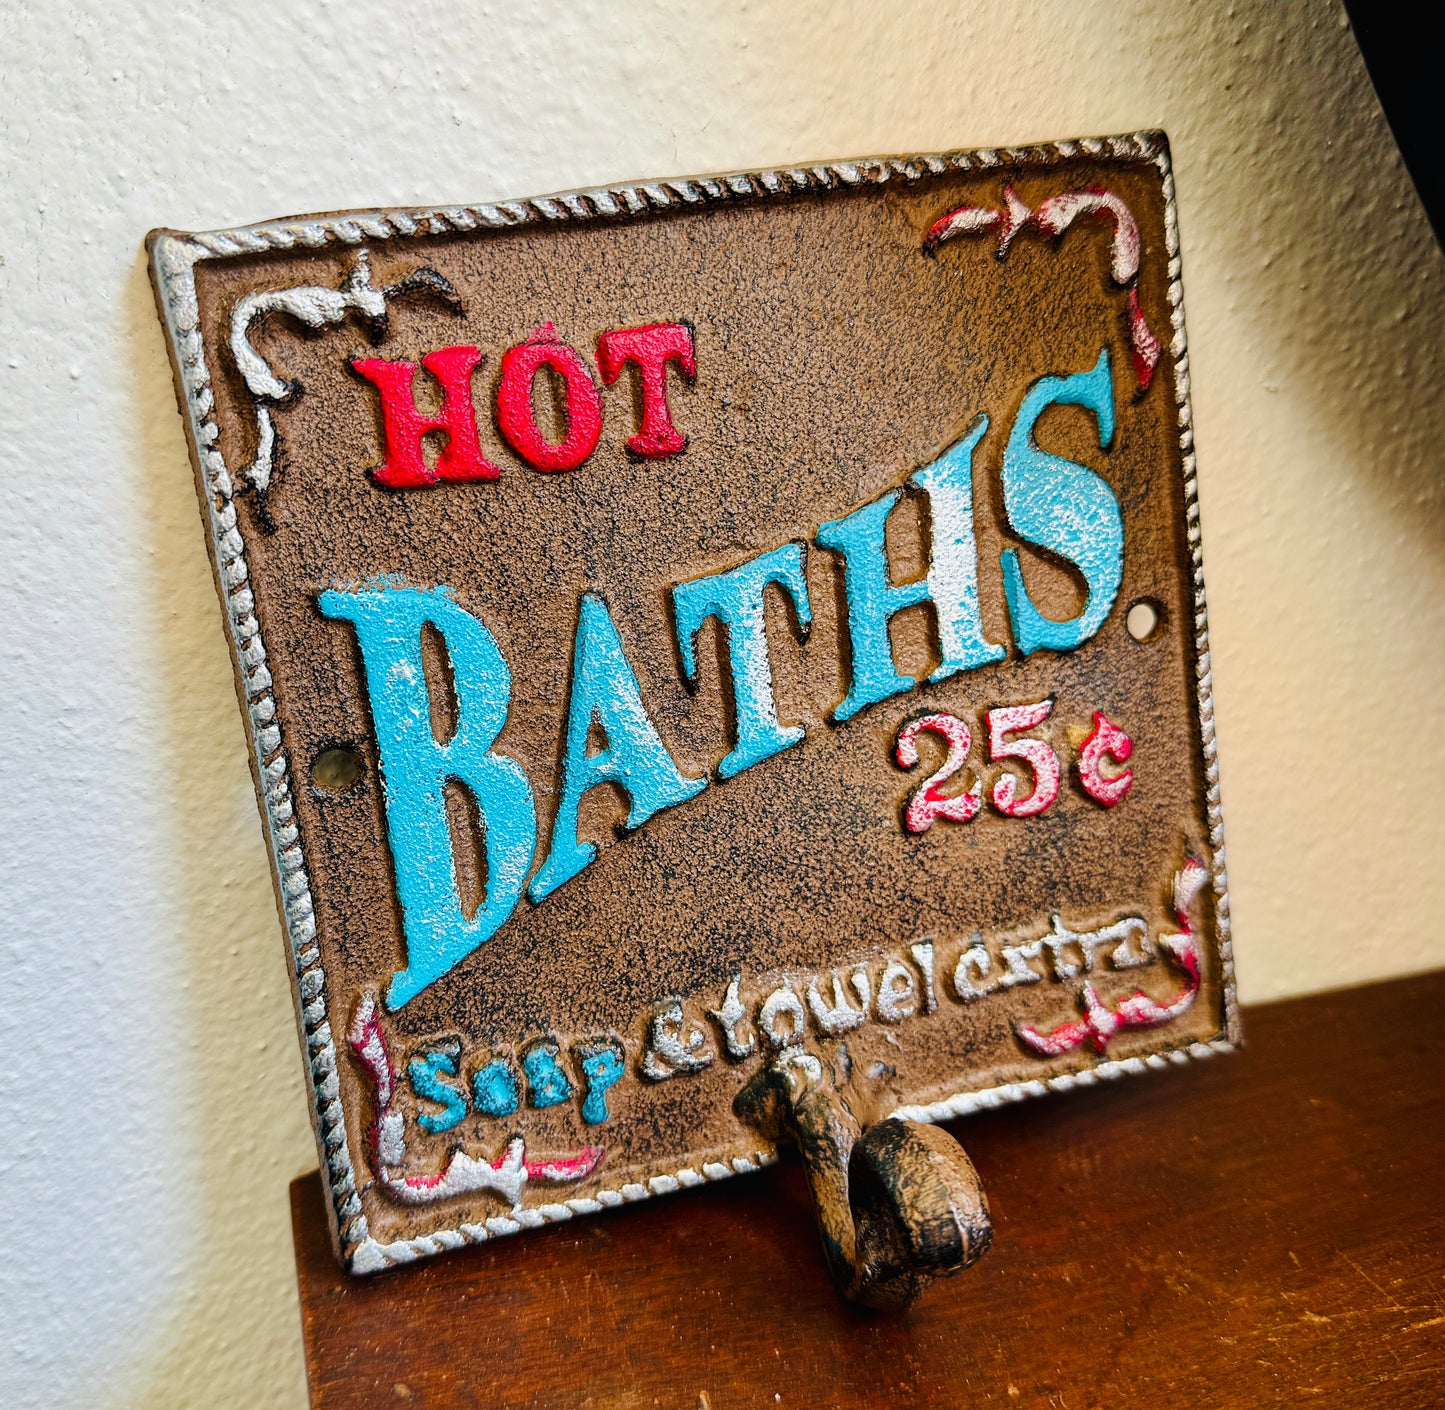 HOT
BATHS
25¢
Soap & towel extra